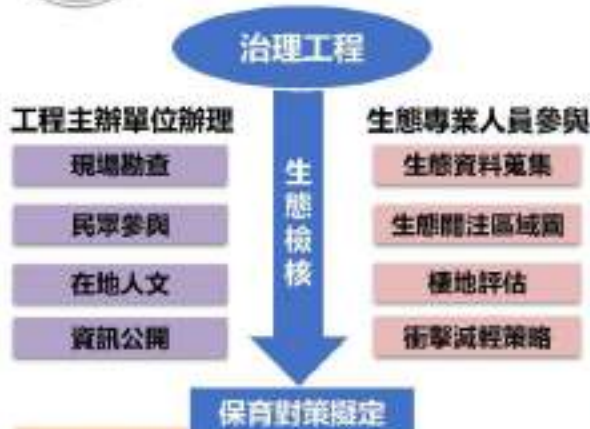 治理工程
工程主辦單位辦理
現場勘查
民眾參與
在地人文
資訊公開
生態檢核
生態專業人員參與
生態資料蒐集
生態關注區域圖
棲地評估
衝擊減輕策略
保育對策擬定